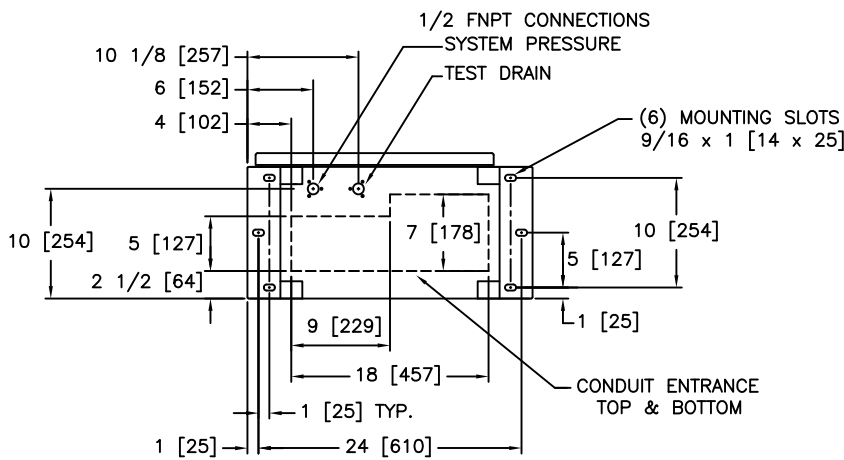 1/2 FNPT CONNECTIONS
SYSTEM PRESSURE
10 1/8 [257]
TEST DRAIN
6 [152]
4 [102]
(6) MOUNTING SLOTS
9/16 x 1 [14 x 25]
10 [254]
5 [127]
7 [178]
10 [254]
5 [127]
2 1/2 [64]
9 [229]
1 [25]
18 [457]
CONDUIT ENTRANCE
TOP & BOTTOM
1 [25] TYP.
1 [25]
24 [610]